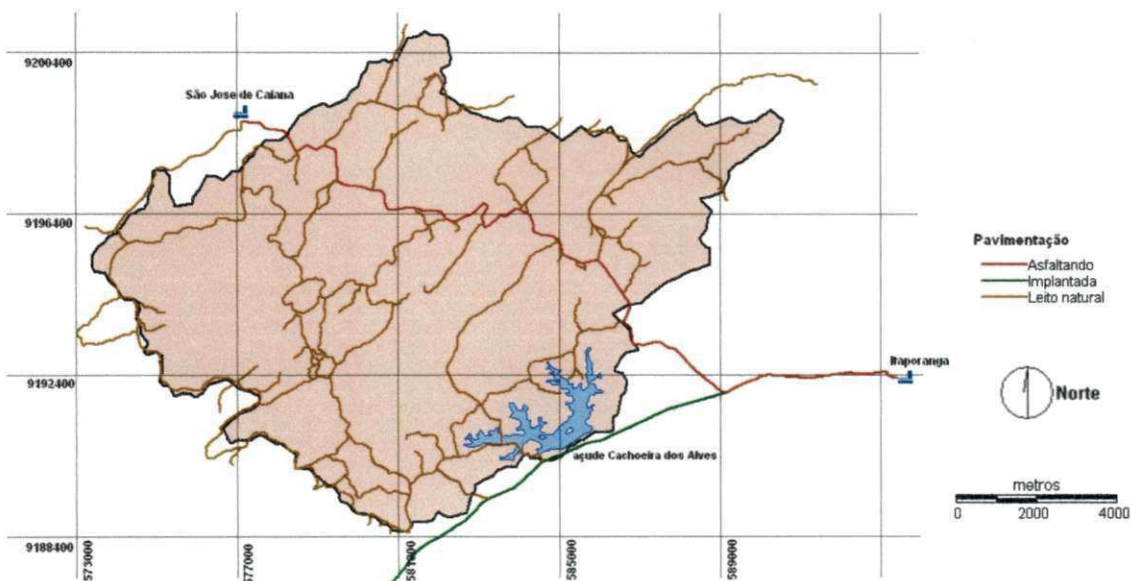 9200400
São Jose de Caiana
9196400
Pavimentação
Asfaltando
Implantada
Leito natural
9192400
Itaporanga
Norte
açude Cachoeira dos Alves
metros
0 2000 4000
9188400
573000
577000
581000
585000
589000